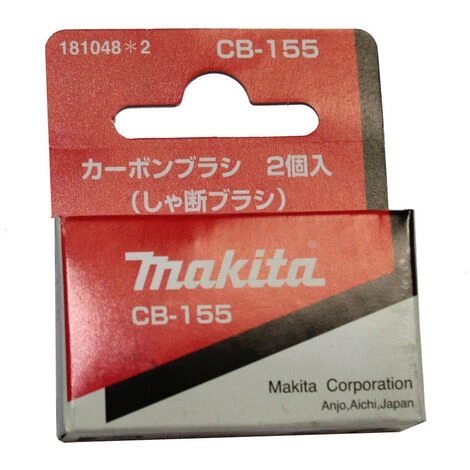 181048＊2 CB-155
カーボンブラシ 2個入
（しゃ断ブラシ）
makita®
CB-155
Makita Corporation
Anjo,Aichi,Japan